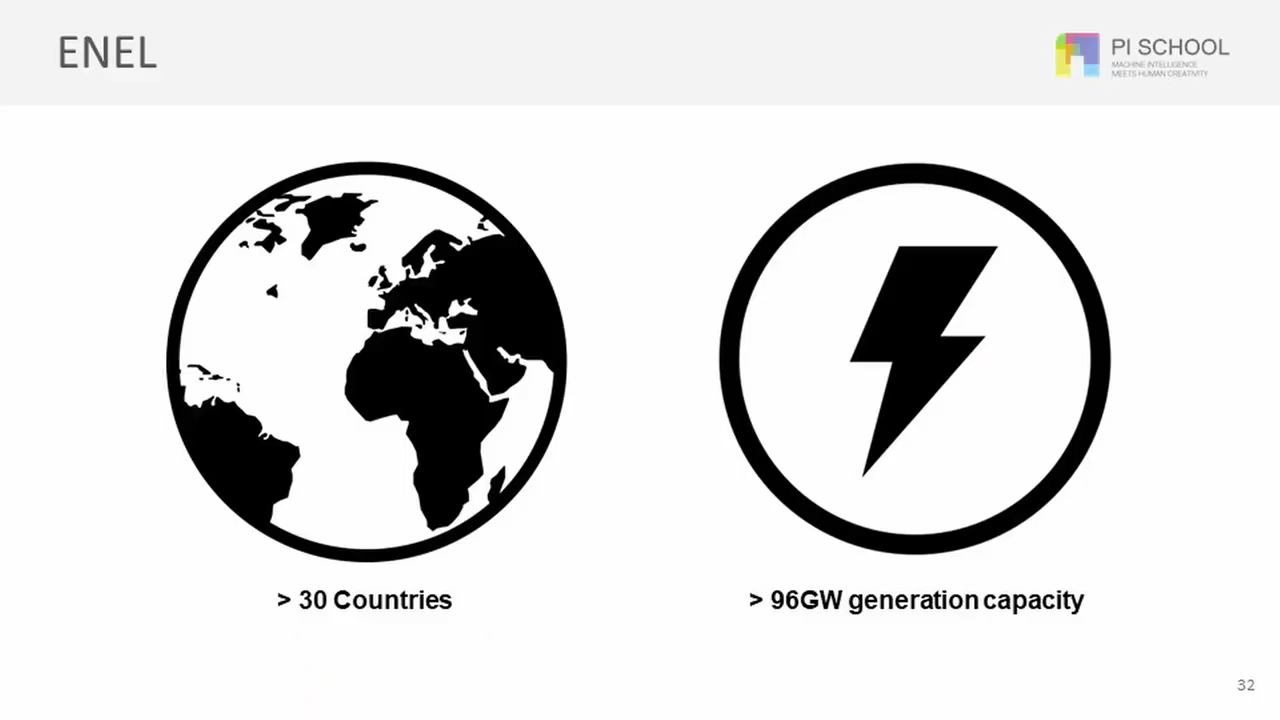 ENEL
PI SCHOOL
MACHINE INTELLIGENCE
MEETS HUMAN CREATIVITY
> 30 Countries
> 96GW generation capacity
32